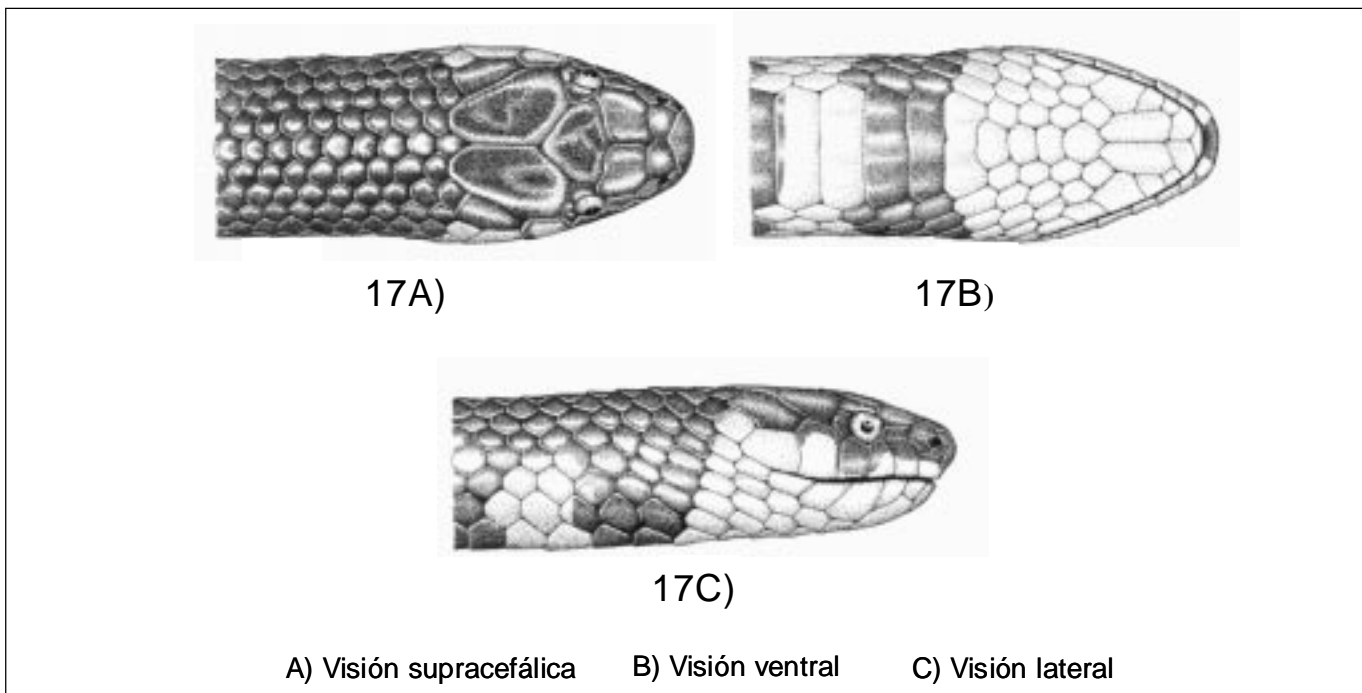 17A)
17B)
17C)
A) Visión supracefálica B) Visión ventral C) Visión lateral